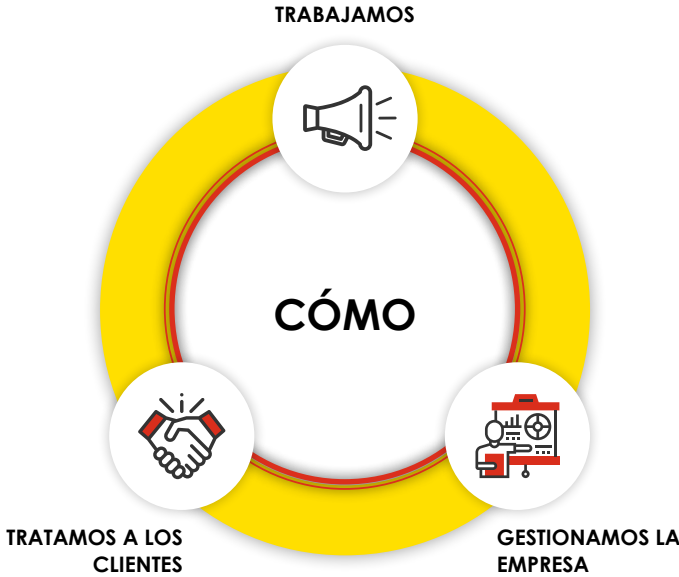 TRABAJAMOS
CÓMO
TRATAMOS A LOS
CLIENTES
GESTIONAMOS LA
EMPRESA